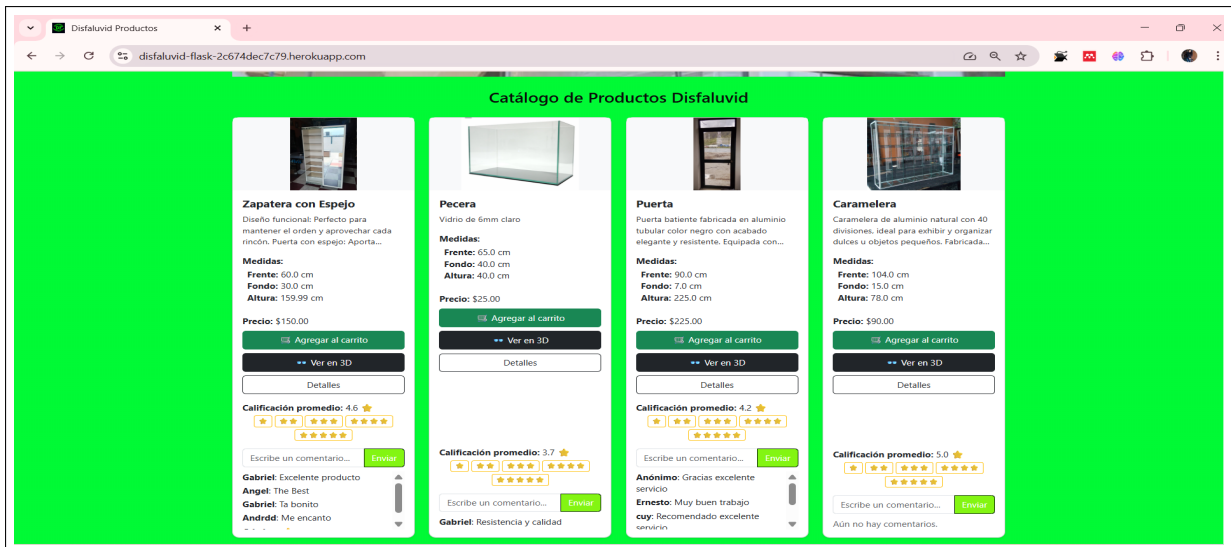 Disfaluvid Productos
disfaluvid-flask-2c674dec7c79.herokuapp.com
Catálogo de Productos Disfaluvid
Zapatera con Espejo
Diseño funcional: Perfecto para
mantener el orden y aprovechar cada
rincón. Puerta con espejo: Aporta...
Medidas:
Frente: 60.0 cm
Fondo: 30.0 cm
Altura: 159.99 cm
Precio: $150.00
Agregar al carrito
Ver en 3D
Detalles
Calificación promedio: 4.6
Escribe un comentario...
Enviar
Gabriel: Excelente producto
Angel: The Best
Gabriel: Ta bonito
Andrdd: Me encanto
Pecera
Vidrio de 6mm claro
Medidas:
Frente: 65.0 cm
Fondo: 40.0 cm
Altura: 40.0 cm
Precio: $25.00
Agregar al carrito
Ver en 3D
Detalles
Calificación promedio: 3.7
Escribe un comentario...
Enviar
Gabriel: Resistencia y calidad
Puerta
Puerta batiente fabricada en aluminio
tubular color negro con acabado
elegante y resistente. Equipada con...
Medidas:
Frente: 90.0 cm
Fondo: 7.0 cm
Altura: 225.0 cm
Precio: $225.00
Agregar al carrito
Ver en 3D
Detalles
Calificación promedio: 4.2
Escribe un comentario...
Enviar
Anónimo: Gracias excelente
servicio
Ernesto: Muy buen trabajo
cuy: Recomendado excelente
servicio
Caramelera
Caramelera de aluminio natural con 40
divisiones, ideal para exhibir y organizar
dulces u objetos pequeños. Fabricada...
Medidas:
Frente: 104.0 cm
Fondo: 15.0 cm
Altura: 78.0 cm
Precio: $90.00
Agregar al carrito
Ver en 3D
Detalles
Calificación promedio: 5.0
Escribe un comentario...
Enviar
Aún no hay comentarios.